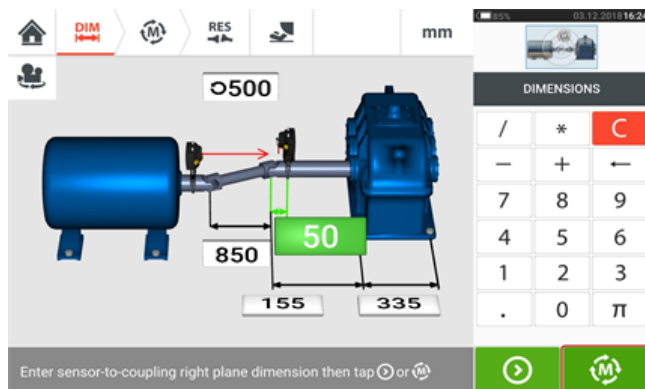 DIM
M
RES
mm
85%
03.12.2018 16:24
500
DIMENSIONS
/ * C
− + ←
7 8 9
4 5 6
1 2 3
. 0 π
50
850
155
335
Enter sensor-to-coupling right plane dimension then tap or M
M